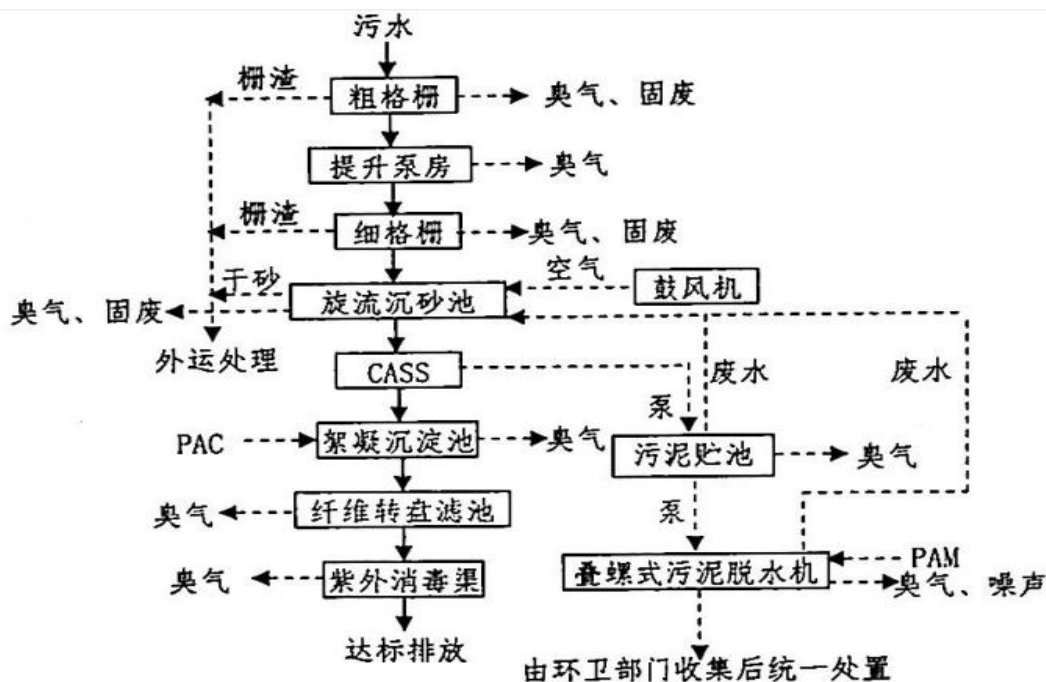 污水
栅渣
粗格栅
臭气、固废
提升泵房
臭气
栅渣
细格栅
臭气、固废
空气
鼓风机
干砂
旋流沉砂池
臭气、固废
外运处理
CASS
废水
废水
泵
PAC
絮凝沉淀池
臭气
污泥贮池
臭气
臭气
纤维转盘滤池
泵
臭气
紫外消毒渠
叠螺式污泥脱水机
PAM
臭气、噪声
达标排放
由环卫部门收集后统一处置